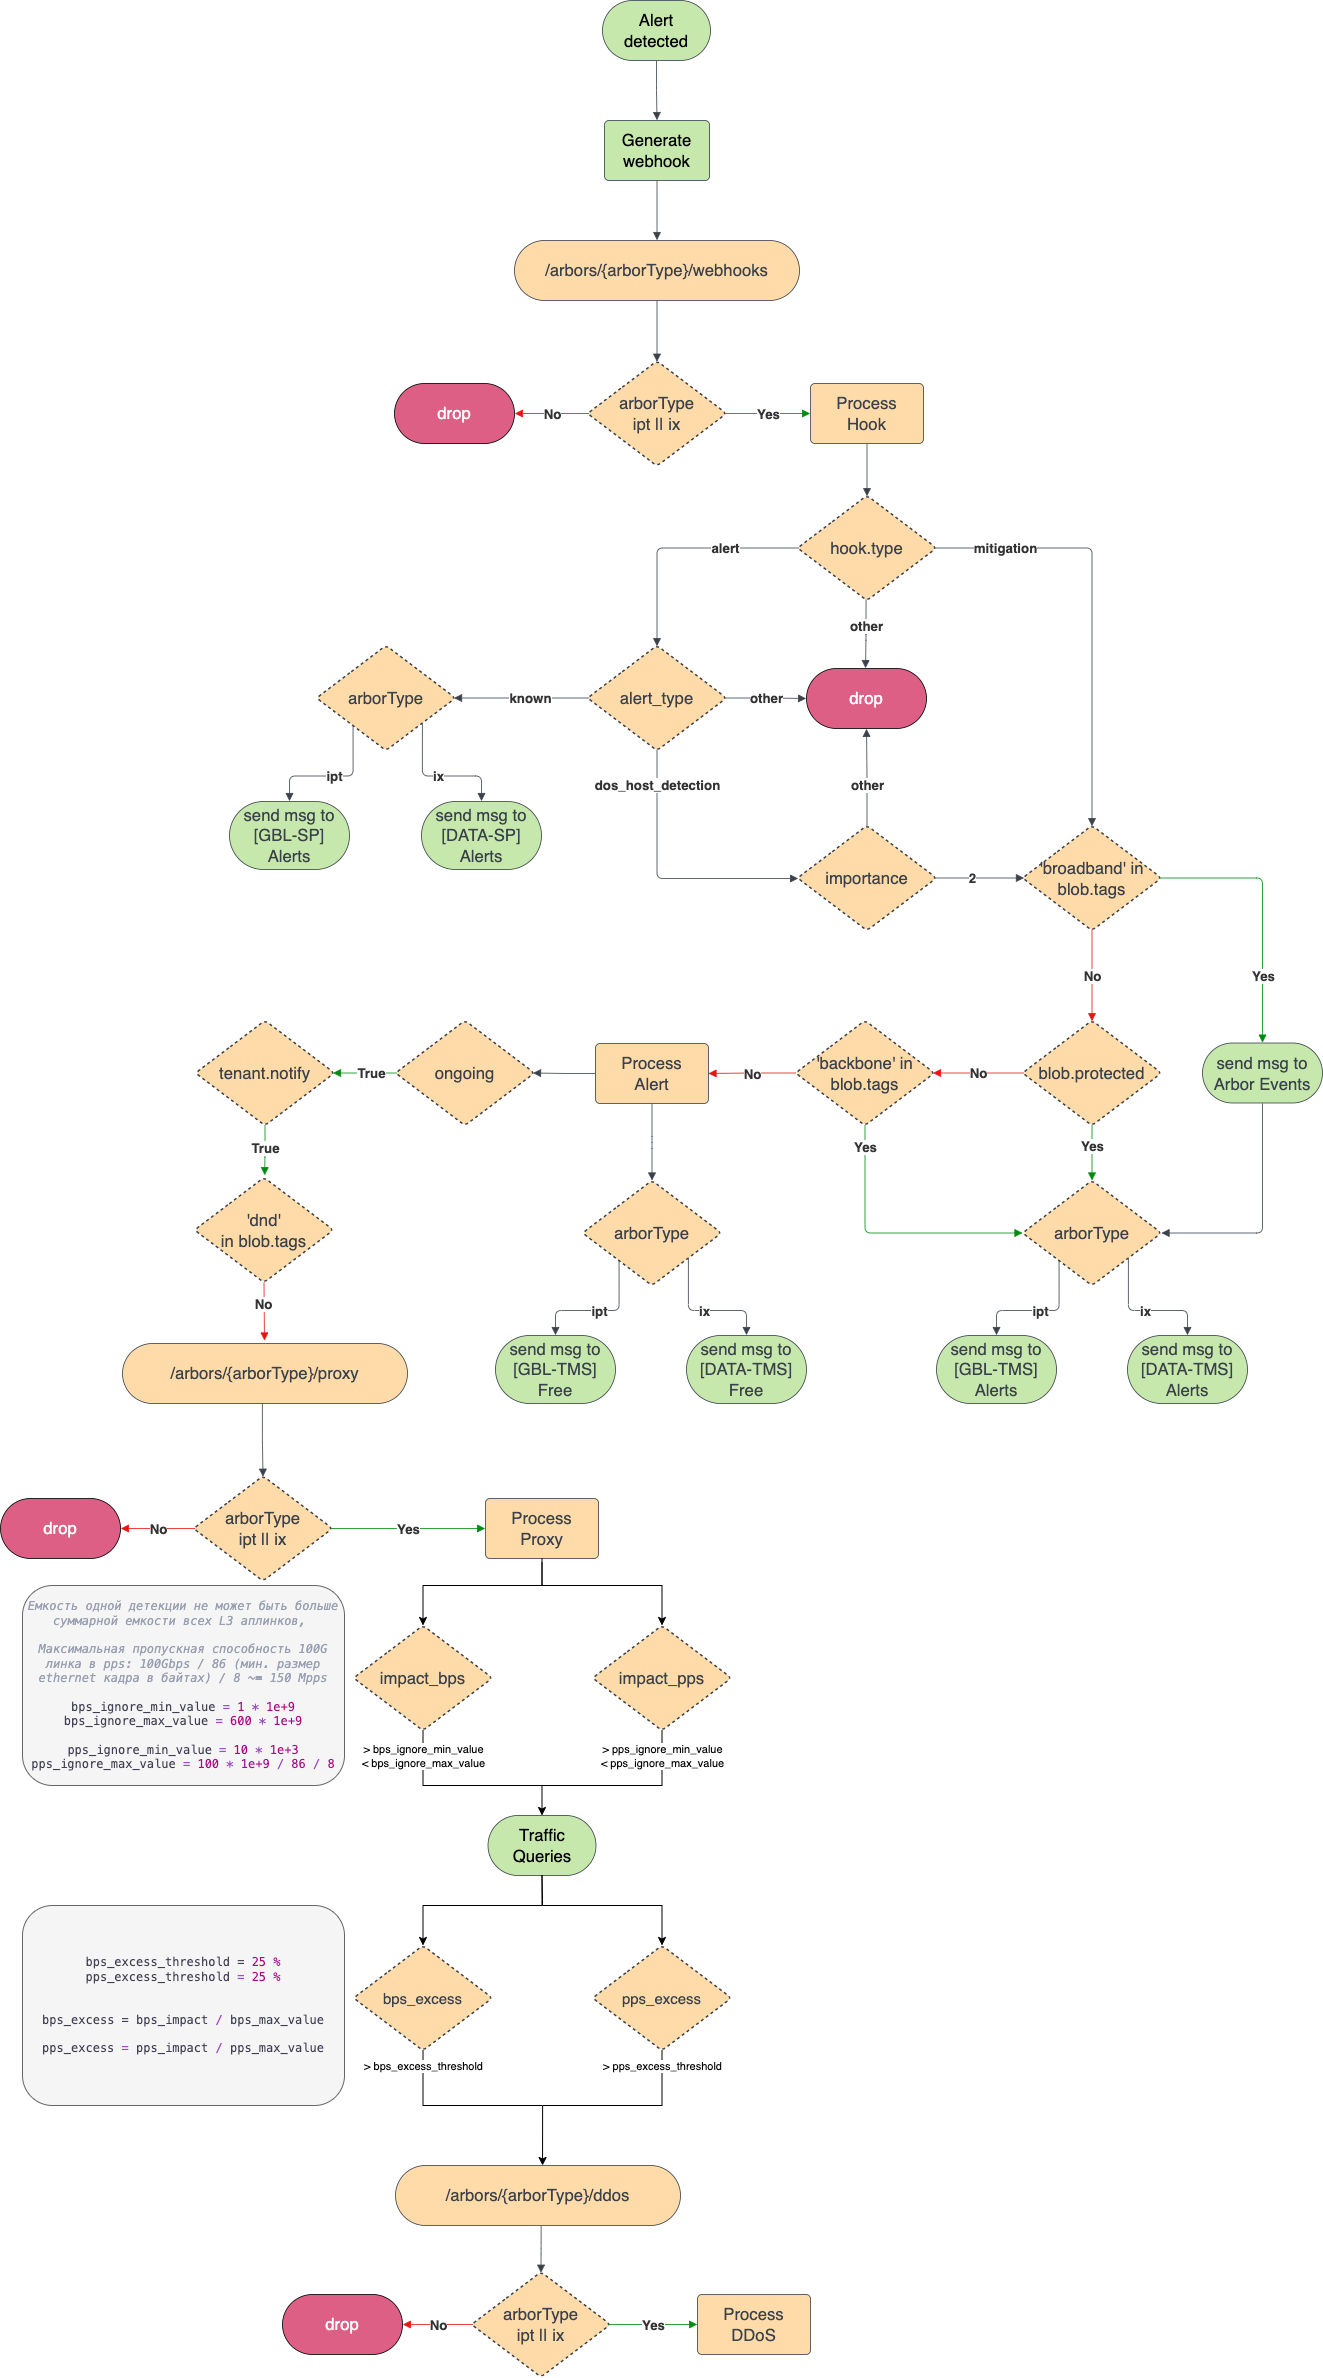 Alert
detected
Generate
webhook
/arbors/{arborType}/webhooks
drop
No
arborType
ipt || ix
Yes
Process
Hook
alert
hook.type
mitigation
other
arborType
known
alert_type
other
drop
ipt
ix
dos_host_detection
other
send msg to
[GBL-SP]
Alerts
send msg to
[DATA-SP]
Alerts
importance
2
'broadband' in
blob.tags
No
Yes
tenant.notify
True
ongoing
Process
Alert
No
'backbone' in
blob.tags
No
blob.protected
send msg to
Arbor Events
True
Yes
Yes
'dnd'
in blob.tags
arborType
arborType
No
ipt
ix
ipt
ix
/arbors/{arborType}/proxy
send msg to
[GBL-TMS]
Free
send msg to
[DATA-TMS]
Free
send msg to
[GBL-TMS]
Alerts
send msg to
[DATA-TMS]
Alerts
drop
No
arborType
ipt || ix
Yes
Process
Proxy
Емкость одной детекции не может быть больше
суммарной емкости всех L3 аплинков,
Максимальная пропускная способность 100G
линка в pps: 100Gbps / 86 (мин. размер
ethernet кадра в байтах) / 8 ~= 150 Mpps
bps_ignore_min_value = 1 * 1e+9
bps_ignore_max_value = 600 * 1e+9
pps_ignore_min_value = 10 * 1e+3
pps_ignore_max_value = 100 * 1e+9 / 86 / 8
impact_bps
impact_pps
> bps_ignore_min_value
< bps_ignore_max_value
> pps_ignore_min_value
< pps_ignore_max_value
Traffic
Queries
bps_excess_threshold = 25 %
pps_excess_threshold = 25 %
bps_excess = bps_impact / bps_max_value
pps_excess = pps_impact / pps_max_value
bps_excess
pps_excess
> bps_excess_threshold
> pps_excess_threshold
/arbors/{arborType}/ddos
drop
No
arborType
ipt || ix
Yes
Process
DDoS